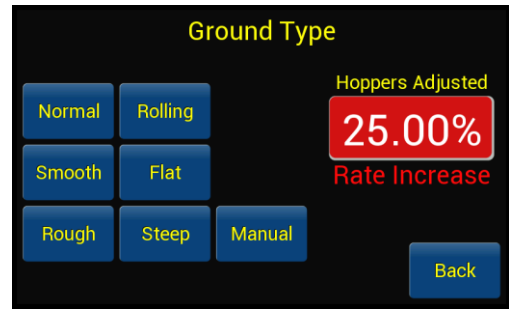 Ground Type
Hoppers Adjusted
Normal Rolling
25.00%
Smooth Flat
Rate Increase
Rough Steep Manual
Back